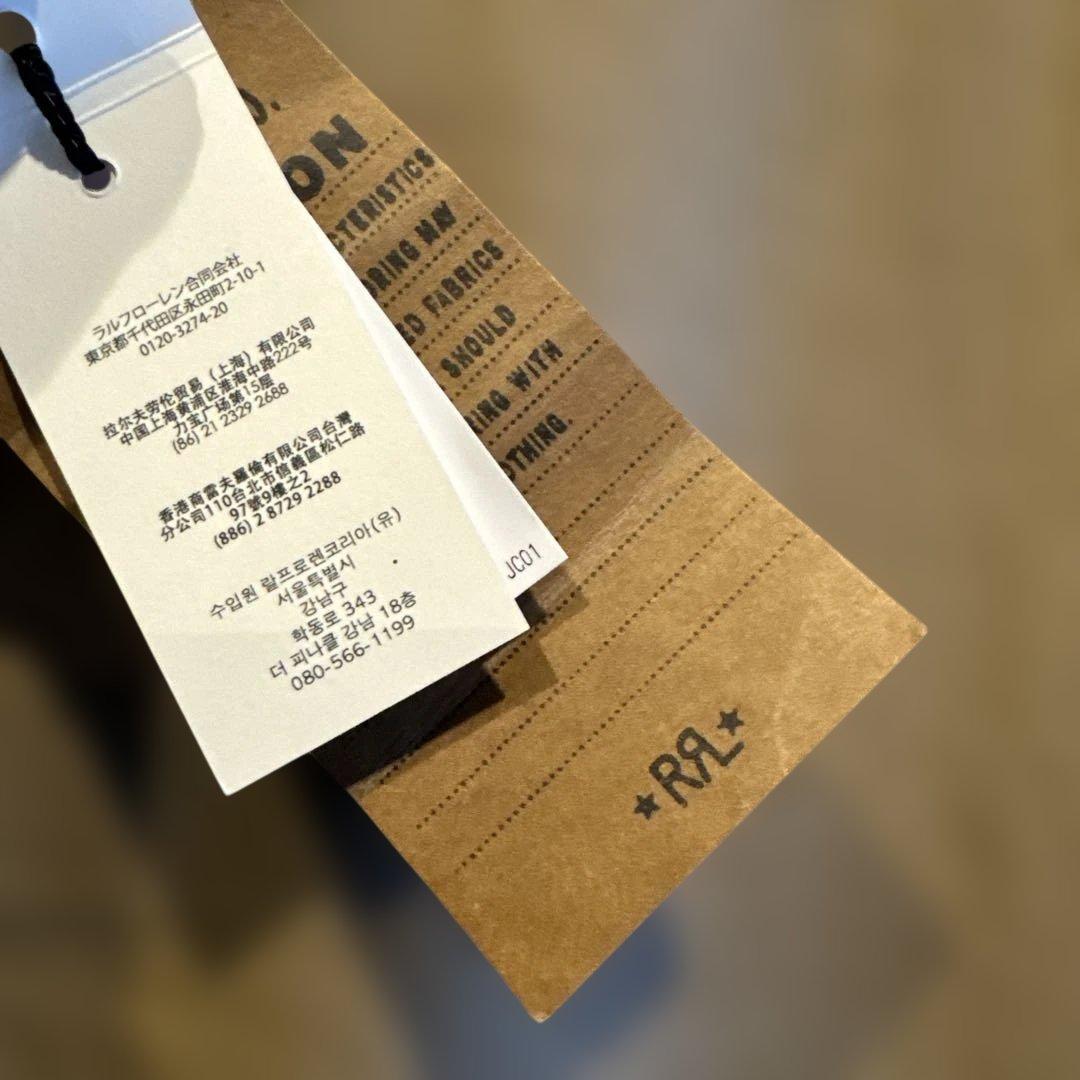 ラルフローレン合同会社
東京都千代田区永田町2-10-1
0120-3274-20
拉尔夫劳伦贸易（上海）有限公司
中国上海黄浦区淮海中路222号
力宝广场第15层
(86) 21 2329 2688
香港商雷夫羅倫有限公司台灣
分公司110台北市信義區松仁路
97號9樓之2
(886) 2 8729 2288
수입원 랄프로렌코리아(유)
서울특별시
강남구
학동로 343
더 피나클 강남 18층
080-566-1199
JC01
ON
CTERISTICS
RING MAY
ED FABRICS
SHOULD
KING WITH
OTHING.
RRL